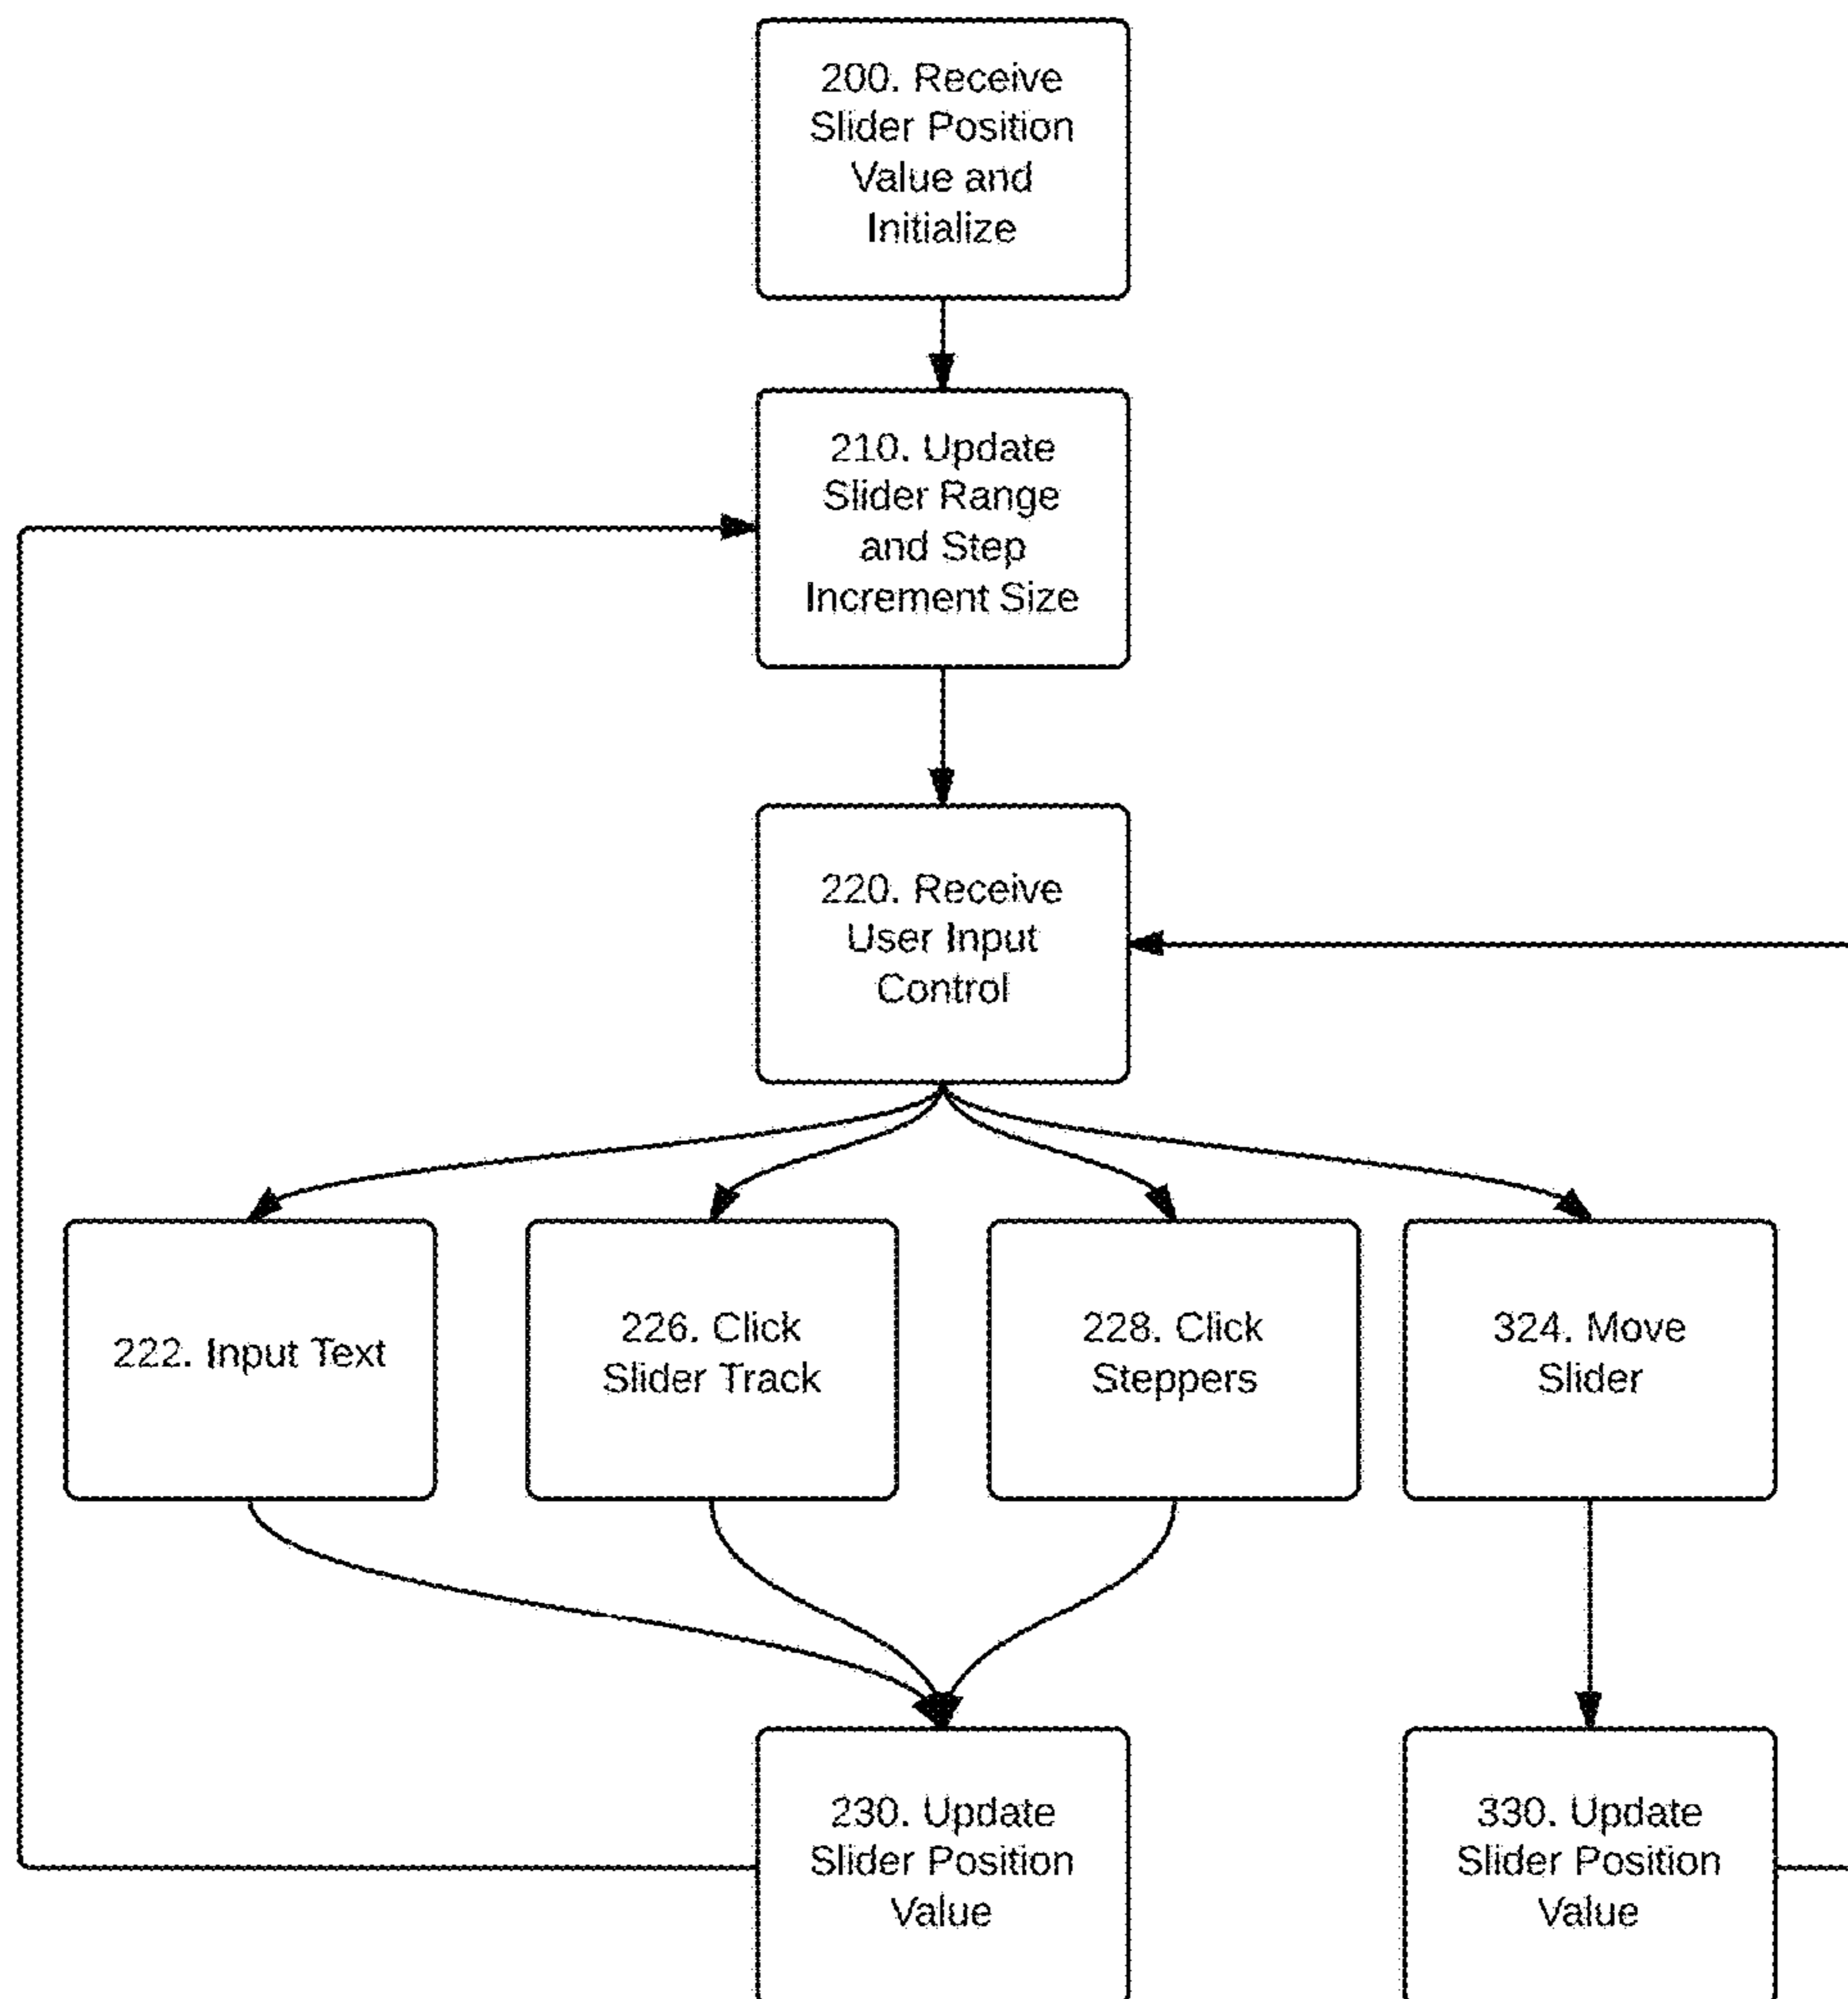 200. Receive
Slider Position
Value and
Initialize
210. Update
Slider Range
and Step
Increment Size
220. Receive
User Input
Control
222. Input Text
226. Click
Slider Track
228. Click
Steppers
324. Move
Slider
230. Update
Slider Position
Value
330. Update
Slider Position
Value